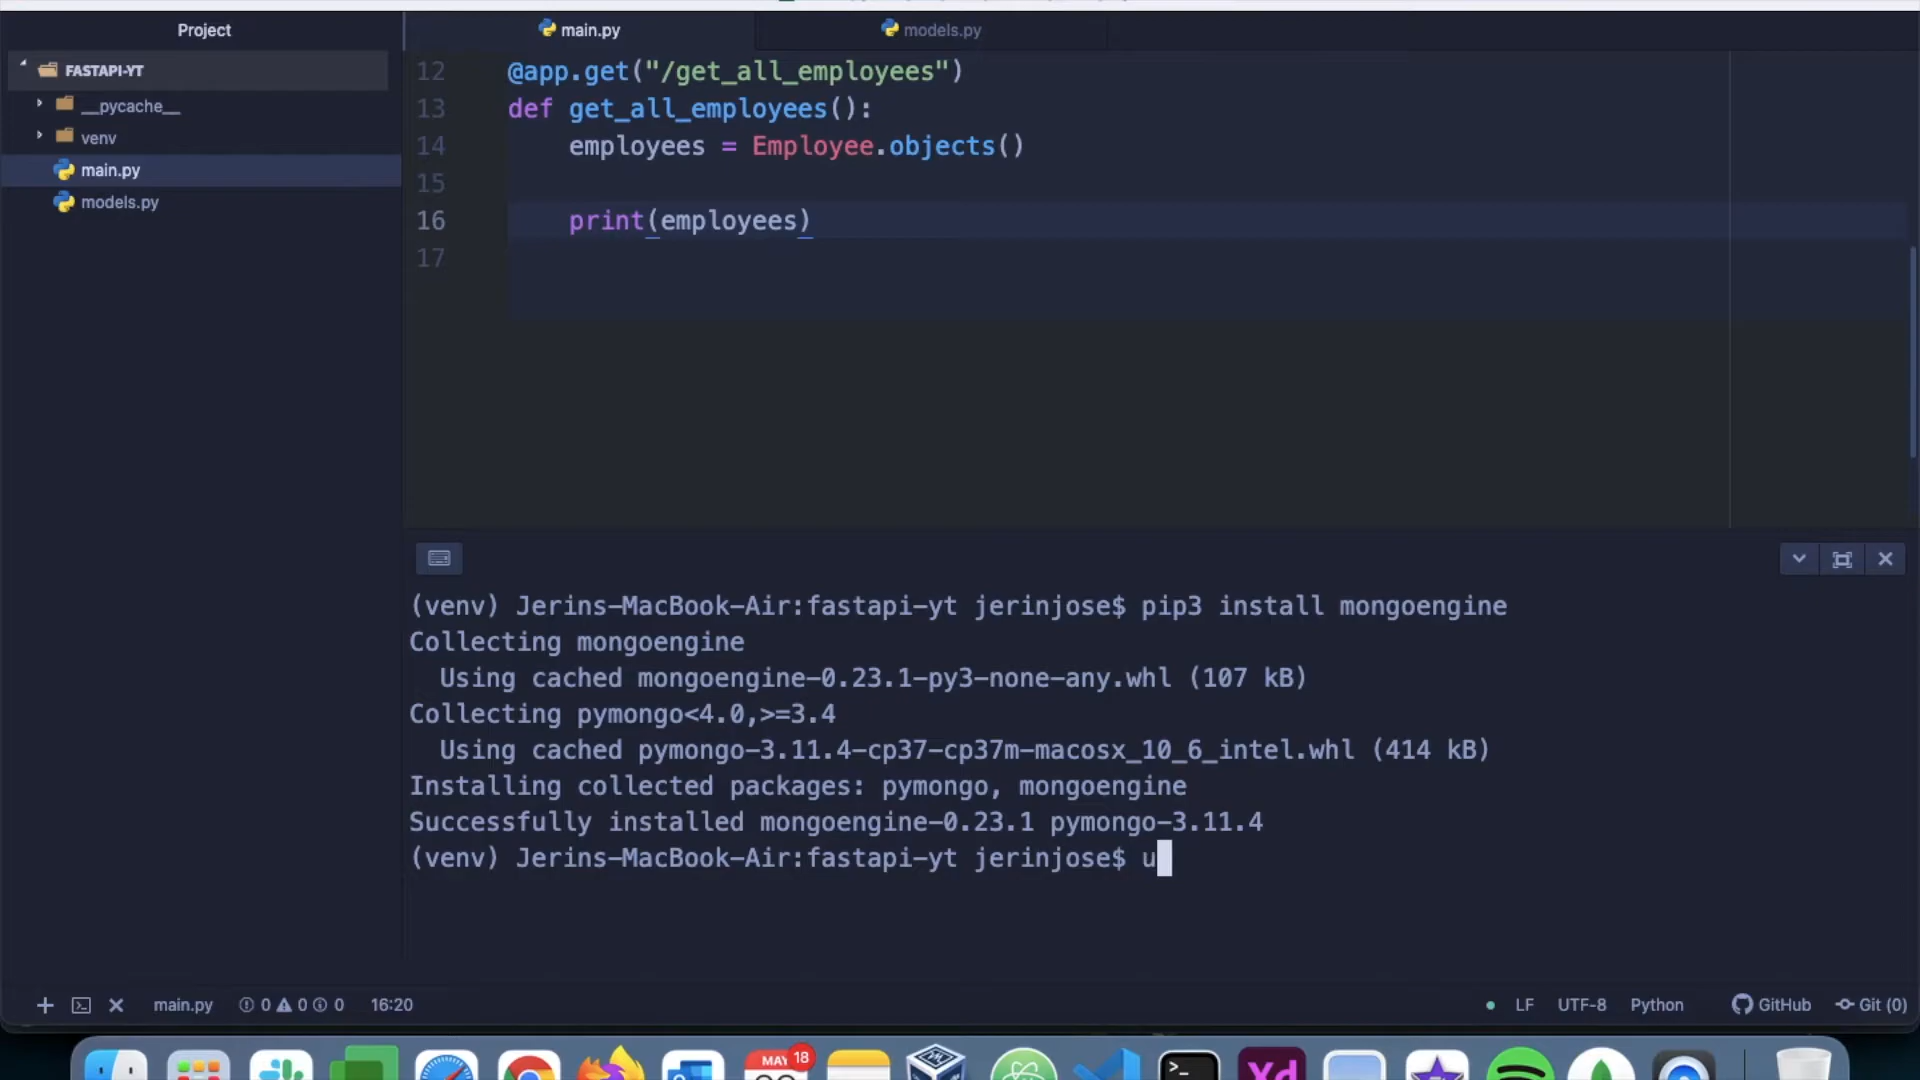 Project
main.py
models.py
FASTAPI-YT
__pycache__
venv
main.py
models.py
12 @app.get("/get_all_employees")
13 def get_all_employees():
14     employees = Employee.objects()
15
16     print(employees)
17
(venv) Jerins-MacBook-Air:fastapi-yt jerinjose$ pip3 install mongoengine
Collecting mongoengine
  Using cached mongoengine-0.23.1-py3-none-any.whl (107 kB)
Collecting pymongo<4.0,>=3.4
  Using cached pymongo-3.11.4-cp37-cp37m-macosx_10_6_intel.whl (414 kB)
Installing collected packages: pymongo, mongoengine
Successfully installed mongoengine-0.23.1 pymongo-3.11.4
(venv) Jerins-MacBook-Air:fastapi-yt jerinjose$ u
main.py 0 0 0 16:20 LF UTF-8 Python GitHub Git (0)
MAY 18
Xd